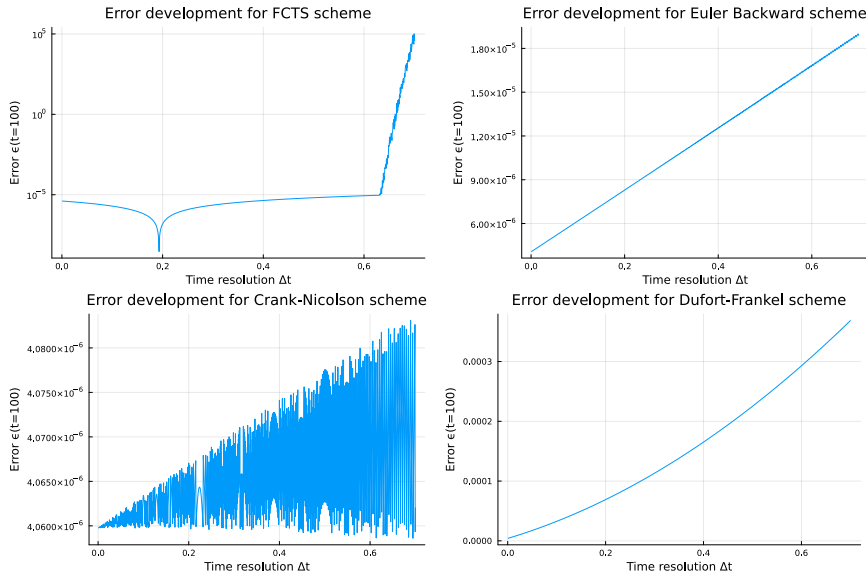 Error development for FCTS scheme
Error ϵ(t=100)
10⁵
10⁰
10⁻⁵
0,0
0,2
0,4
0,6
Time resolution Δt
Error development for Euler Backward scheme
Error ϵ(t=100)
1,80×10⁻⁵
1,50×10⁻⁵
1,20×10⁻⁵
9,00×10⁻⁶
6,00×10⁻⁶
0,0
0,2
0,4
0,6
Time resolution Δt
Error development for Crank-Nicolson scheme
Error ϵ(t=100)
4,0800×10⁻⁶
4,0750×10⁻⁶
4,0700×10⁻⁶
4,0650×10⁻⁶
4,0600×10⁻⁶
0,0
0,2
0,4
0,6
Time resolution Δt
Error development for Dufort-Frankel scheme
Error ϵ(t=100)
0,0003
0,0002
0,0001
0,0000
0,0
0,2
0,4
0,6
Time resolution Δt